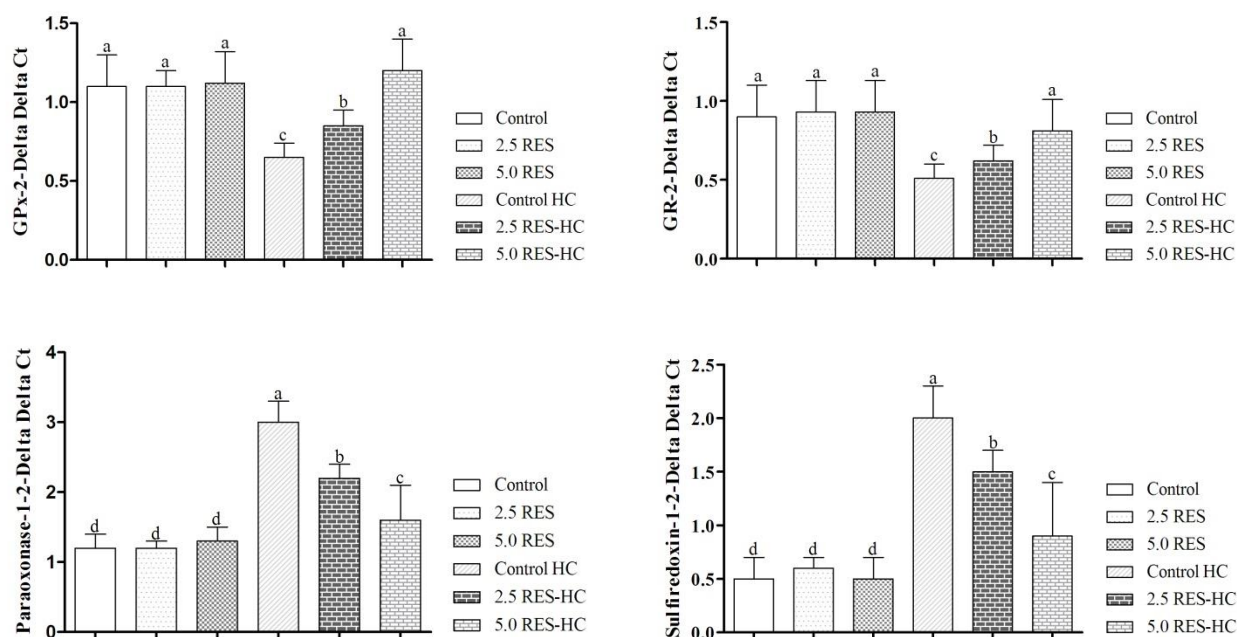 GPx-2-Delta Delta Ct
1.5
1.0
0.5
0.0
a
a
a
c
b
a
Control
2.5 RES
5.0 RES
Control HC
2.5 RES-HC
5.0 RES-HC
GR-2-Delta Delta Ct
1.5
1.0
0.5
0.0
a
a
a
c
b
a
Control
2.5 RES
5.0 RES
Control HC
2.5 RES-HC
5.0 RES-HC
Paraoxonase-1-2-Delta Delta Ct
4
3
2
1
0
d
d
d
a
b
c
Control
2.5 RES
5.0 RES
Control HC
2.5 RES-HC
5.0 RES-HC
Sulfiredoxin-1-2-Delta Delta Ct
2.5
2.0
1.5
1.0
0.5
0.0
d
d
d
a
b
c
Control
2.5 RES
5.0 RES
Control HC
2.5 RES-HC
5.0 RES-HC